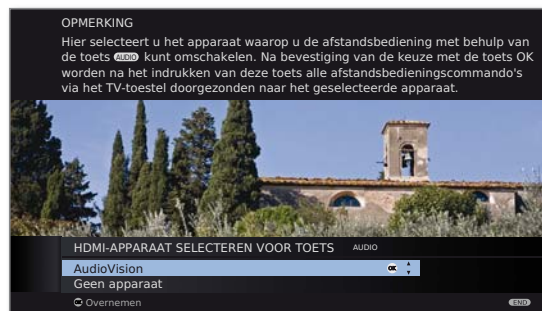 OPMERKING
Hier selecteert u het apparaat waarop u de afstandsbediening met behulp van
de toets AUDIO kunt omschakelen. Na bevestiging van de keuze met de toets OK
worden na het indrukken van deze toets alle afstandsbedieningscommando's
via het TV-toestel doorgezonden naar het geselecteerde apparaat.
HDMI-APPARAAT SELECTEREN VOOR TOETS AUDIO
AudioVision OK
Geen apparaat
OK Overnemen END